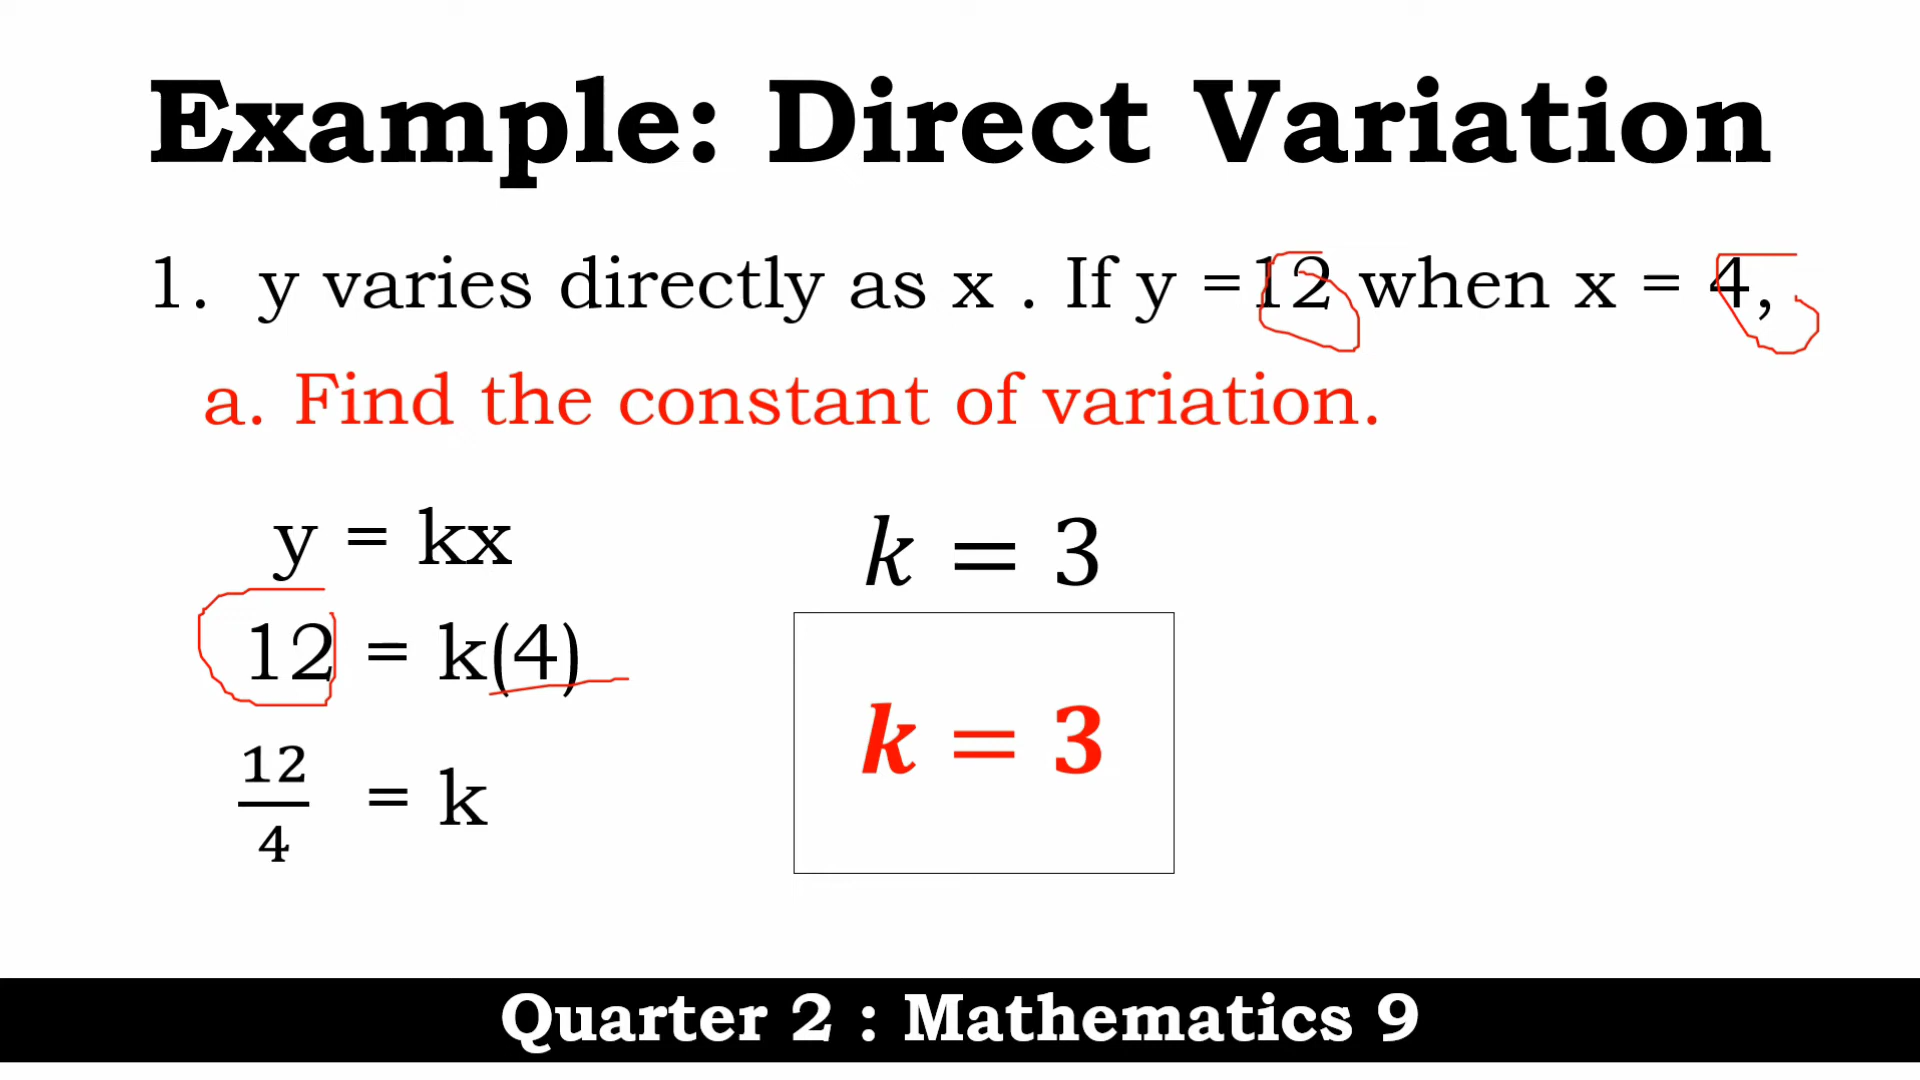 Example: Direct Variation
1. y varies directly as x . If y =12 when x = 4,
a. Find the constant of variation.
y = kx
12 = k(4)
12/4 = k
k = 3
k = 3
Quarter 2 : Mathematics 9